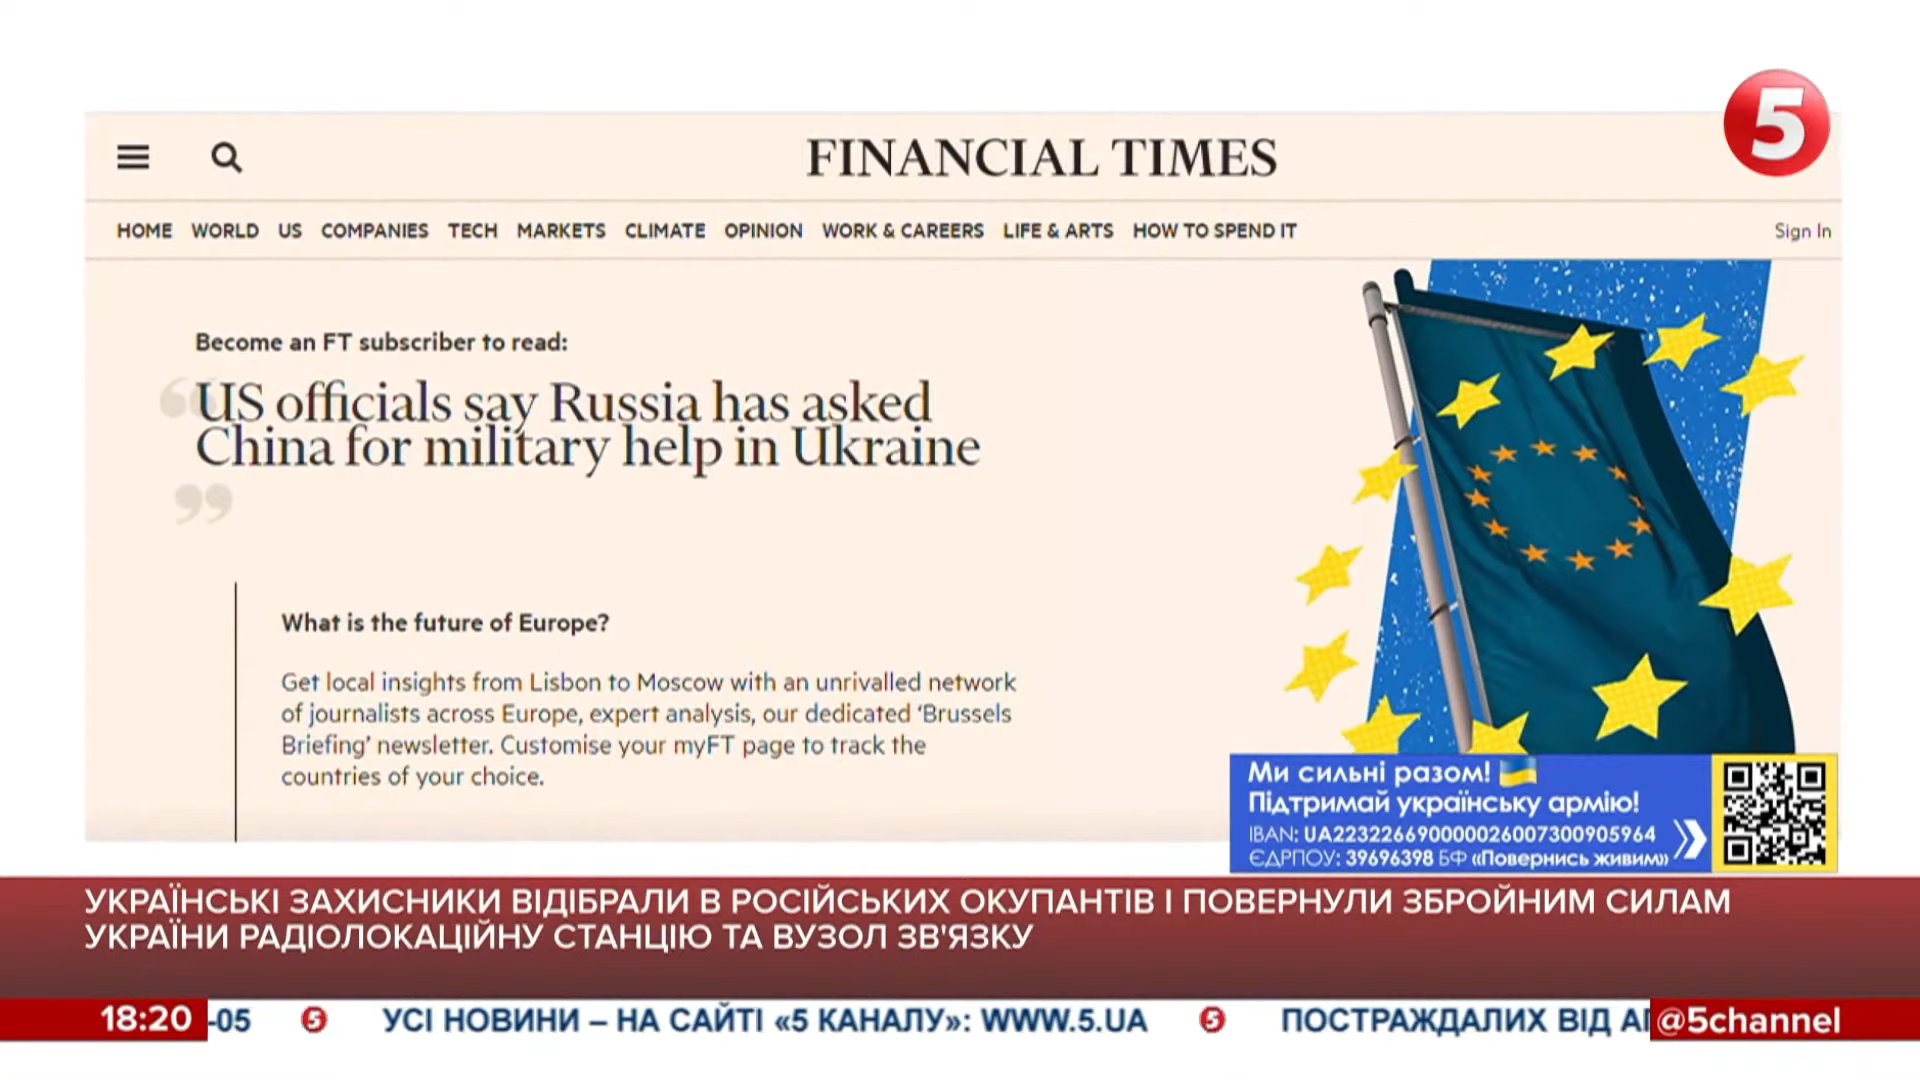 5
FINANCIAL TIMES
HOME WORLD US COMPANIES TECH MARKETS CLIMATE OPINION WORK & CAREERS LIFE & ARTS HOW TO SPEND IT Sign In
Become an FT subscriber to read:
“US officials say Russia has asked
China for military help in Ukraine
”
What is the future of Europe?
Get local insights from Lisbon to Moscow with an unrivalled network
of journalists across Europe, expert analysis, our dedicated ‘Brussels
Briefing’ newsletter. Customise your myFT page to track the
countries of your choice.
Ми сильні разом!
Підтримай українську армію!
IBAN: UA223226690000026007300905964
ЄДРПОУ: 39696398 БФ «Повернись живим»
УКРАЇНСЬКІ ЗАХИСНИКИ ВІДІБРАЛИ В РОСІЙСЬКИХ ОКУПАНТІВ І ПОВЕРНУЛИ ЗБРОЙНИМ СИЛАМ
УКРАЇНИ РАДІОЛОКАЦІЙНУ СТАНЦІЮ ТА ВУЗОЛ ЗВ'ЯЗКУ
18:20 -05 5 УСІ НОВИНИ – НА САЙТІ «5 КАНАЛУ»: WWW.5.UA 5 ПОСТРАЖДАЛИХ ВІД @5channel